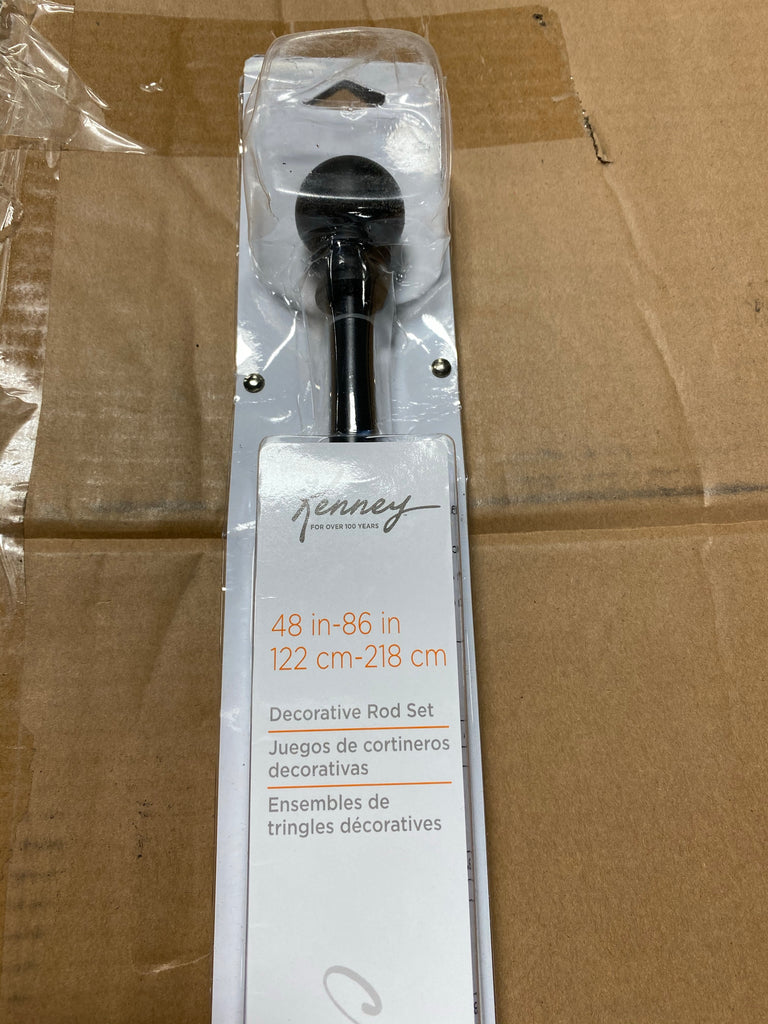 Kenney
FOR OVER 100 YEARS
48 in-86 in
122 cm-218 cm
Decorative Rod Set
Juegos de cortineros
decorativas
Ensembles de
tringles décoratives